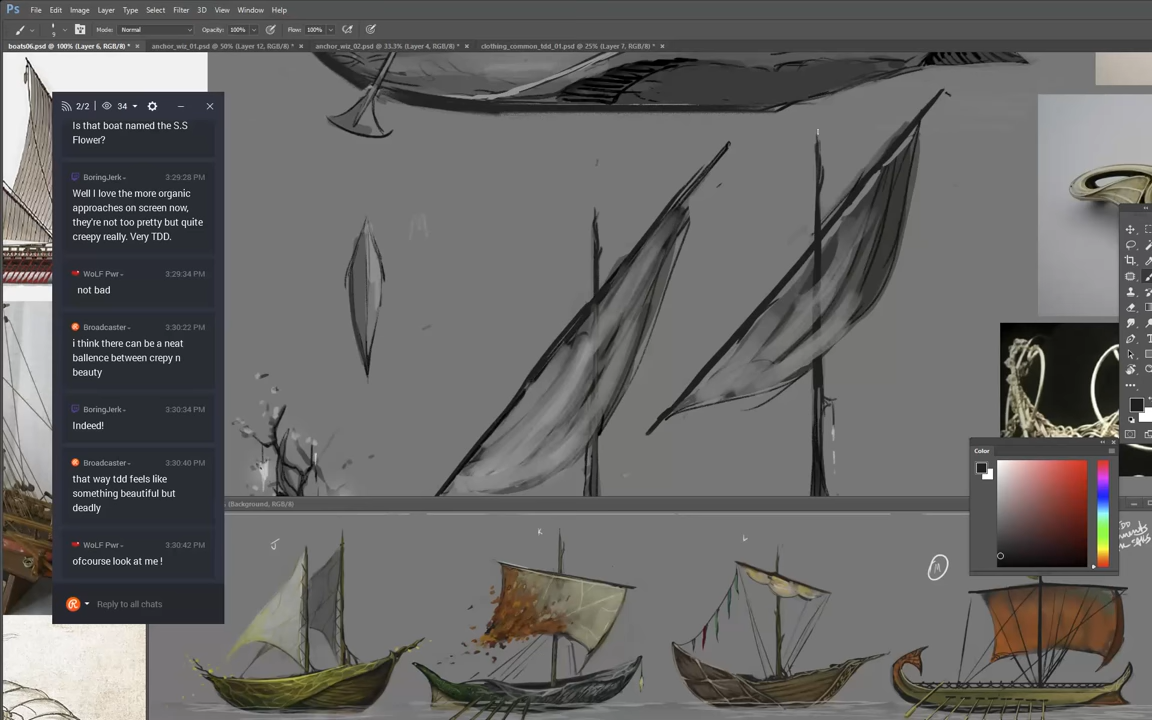 Ps File Edit Image Layer Type Select Filter 3D View Window Help
9 Mode: Normal Opacity: 100% Flow: 100%
boats06.psd @ 100% (Layer 6, RGB/8) * × anchor_wiz_01.psd @ 50% (Layer 12, RGB/8) * × anchor_wiz_02.psd @ 33.3% (Layer 4, RGB/8) * × clothing_common_tdd_01.psd @ 25% (Layer 7, RGB/8) * ×
2/2 34
Is that boat named the S.S
Flower?
BoringJerk 3:29:28 PM
Well I love the more organic
approaches on screen now,
they're not too pretty but quite
creepy really. Very TDD.
WoLF Pwr 3:29:34 PM
not bad
Broadcaster 3:30:22 PM
i think there can be a neat
ballence between crepy n
beauty
BoringJerk 3:30:34 PM
Indeed!
Broadcaster 3:30:40 PM
that way tdd feels like
something beautiful but
deadly
WoLF Pwr 3:30:42 PM
ofcourse look at me !
Reply to all chats
Color
(Background, RGB/8)
J
K
L
M